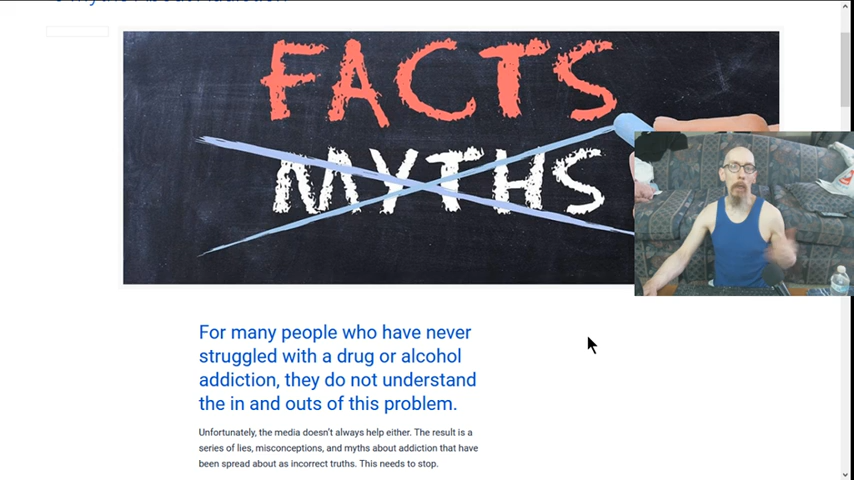 FACTS
MYTHS
For many people who have never
struggled with a drug or alcohol
addiction, they do not understand
the in and outs of this problem.
Unfortunately, the media doesn't always help either. The result is a
series of lies, misconceptions, and myths about addiction that have
been spread about as incorrect truths. This needs to stop.